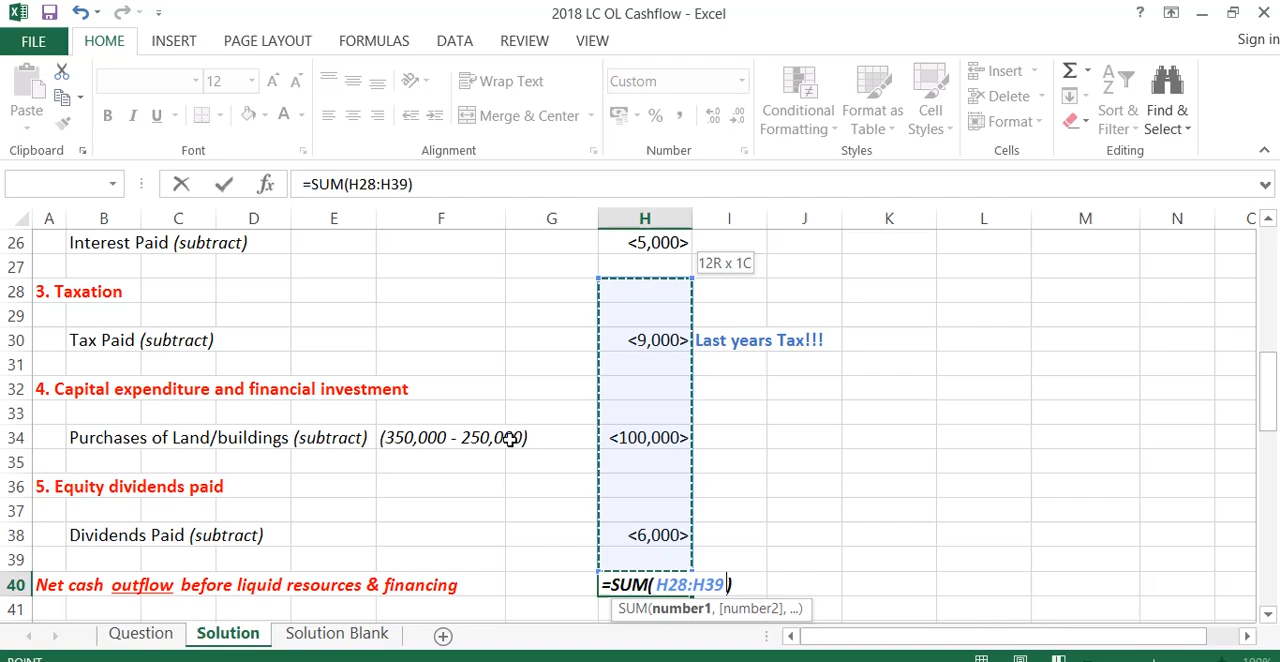 2018 LC OL Cashflow - Excel
?
FILE HOME INSERT PAGE LAYOUT FORMULAS DATA REVIEW VIEW Sign in
Paste
12
A A
Wrap Text
Custom
Conditional Formatting
Format as Table
Cell Styles
Insert
Delete
Format
Sort & Filter
Find & Select
B I U A
Merge & Center
% , .00
Clipboard Font Alignment Number Styles Cells Editing
fx =SUM(H28:H39)
A B C D E F G H I J K L M N
26 Interest Paid (subtract) <5,000>
27 12R x 1C
28 3. Taxation
29
30 Tax Paid (subtract) <9,000> Last years Tax!!!
31
32 4. Capital expenditure and financial investment
33
34 Purchases of Land/buildings (subtract) (350,000 - 250,000) <100,000>
35
36 5. Equity dividends paid
37
38 Dividends Paid (subtract) <6,000>
39
40 Net cash outflow before liquid resources & financing =SUM( H28:H39 )
41 SUM(number1, [number2], ...)
Question Solution Solution Blank